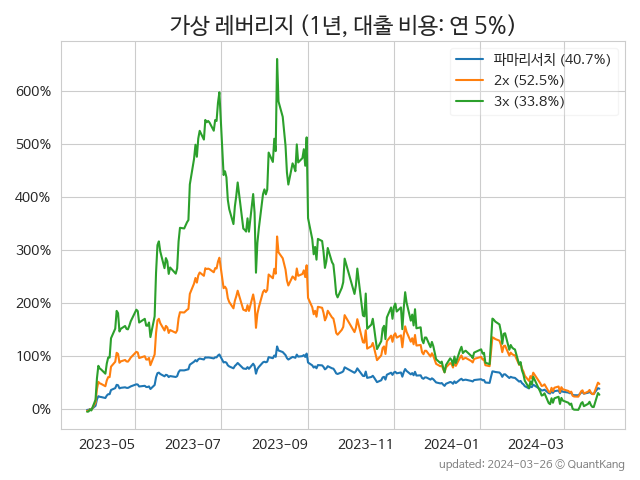 가상 레버리지 (1년, 대출 비용: 연 5%)
파마리서치 (40.7%)
2x (52.5%)
3x (33.8%)
600%
500%
400%
300%
200%
100%
0%
2023-05 2023-07 2023-09 2023-11 2024-01 2024-03
updated: 2024-03-26 © QuantKang